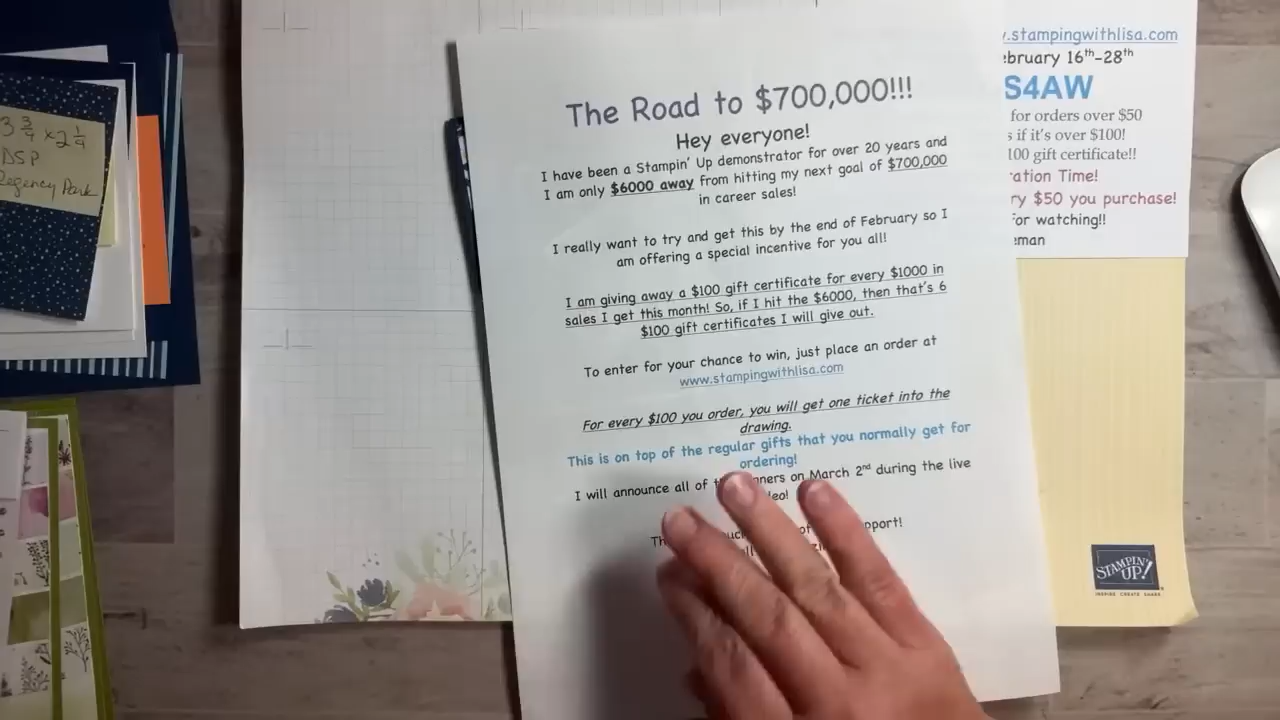 The Road to $700,000!!!
Hey everyone!
I have been a Stampin' Up demonstrator for over 20 years and
I am only $6000 away from hitting my next goal of $700,000
in career sales!
I really want to try and get this by the end of February so I
am offering a special incentive for you all!
I am giving away a $100 gift certificate for every $1000 in
sales I get this month! So, if I hit the $6000, then that's 6
$100 gift certificates I will give out.
To enter for your chance to win, just place an order at
www.stampingwithlisa.com
For every $100 you order, you will get one ticket into the
drawing.
This is on top of the regular gifts that you normally get for
ordering!
I will announce all of on March 2nd during the live
.stampingwithlisa.com
ebruary 16th-28th
S4AW
for orders over $50
s if it's over $100!
100 gift certificate!!
ration Time!
ry $50 you purchase!
for watching!!
eman
3 3/4 x 2 1/4
DSP
Regency Park
STAMPIN' UP!
INSPIRE. CREATE. SHARE.